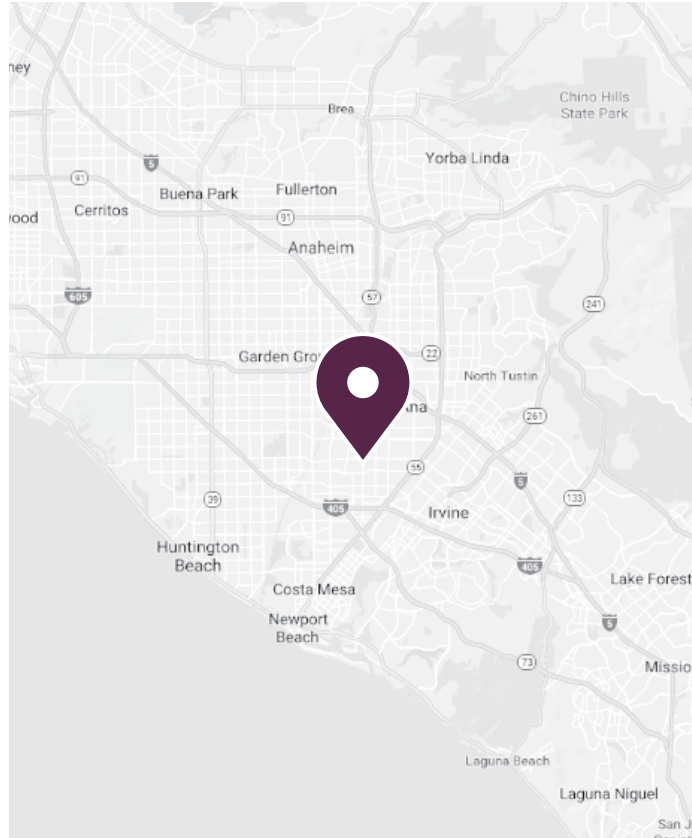 ney
Brea
Chino Hills
State Park
5
Yorba Linda
91
Buena Park
Fullerton
wood
Cerritos
91
Anaheim
605
57
241
Garden Gro
22
North Tustin
Ana
261
55
5
39
405
133
Irvine
Huntington
Beach
405
Lake Forest
Costa Mesa
Newport
Beach
5
73
Missio
Laguna Beach
Laguna Niguel
San J